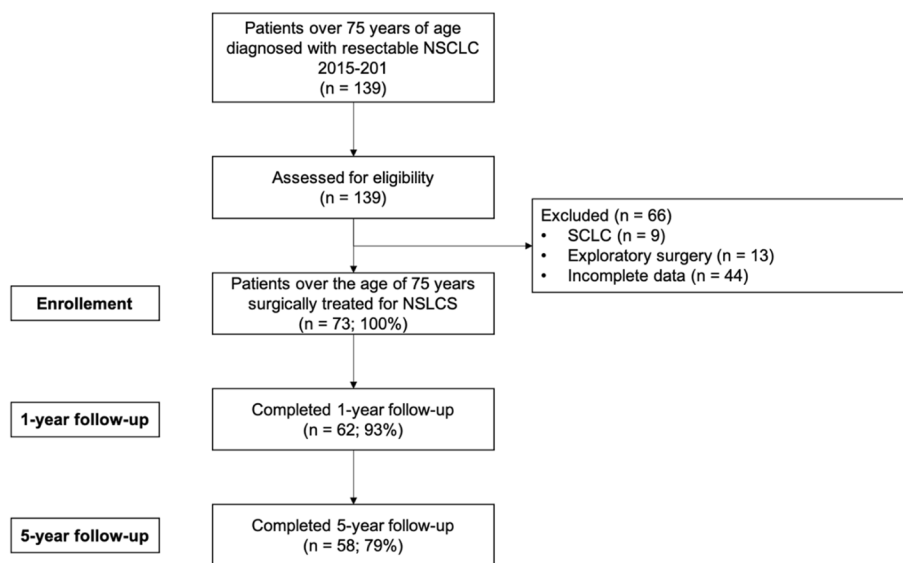 Patients over 75 years of age
diagnosed with resectable NSCLC
2015-201
(n = 139)
Assessed for eligibility
(n = 139)
Excluded (n = 66)
• SCLC (n = 9)
• Exploratory surgery (n = 13)
• Incomplete data (n = 44)
Enrollement
Patients over the age of 75 years
surgically treated for NSLCS
(n = 73; 100%)
1-year follow-up
Completed 1-year follow-up
(n = 62; 93%)
5-year follow-up
Completed 5-year follow-up
(n = 58; 79%)